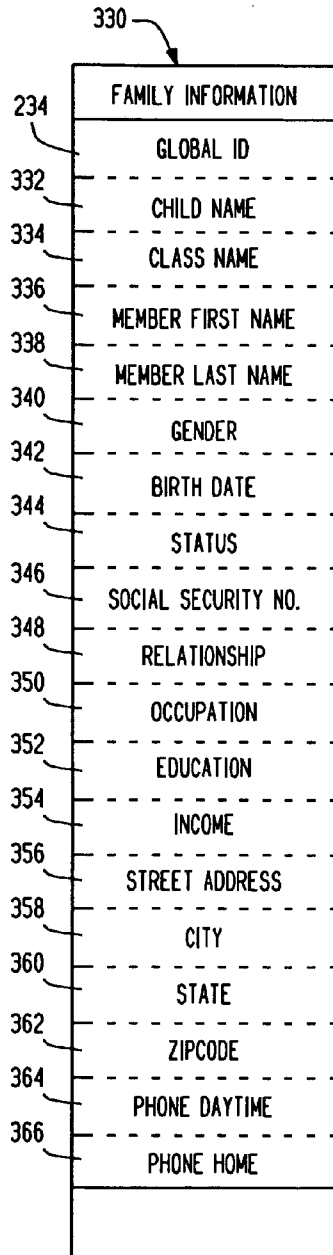 330
FAMILY INFORMATION
234
GLOBAL ID
332
CHILD NAME
334
CLASS NAME
336
MEMBER FIRST NAME
338
MEMBER LAST NAME
340
GENDER
342
BIRTH DATE
344
STATUS
346
SOCIAL SECURITY NO.
348
RELATIONSHIP
350
OCCUPATION
352
EDUCATION
354
INCOME
356
STREET ADDRESS
358
CITY
360
STATE
362
ZIPCODE
364
PHONE DAYTIME
366
PHONE HOME